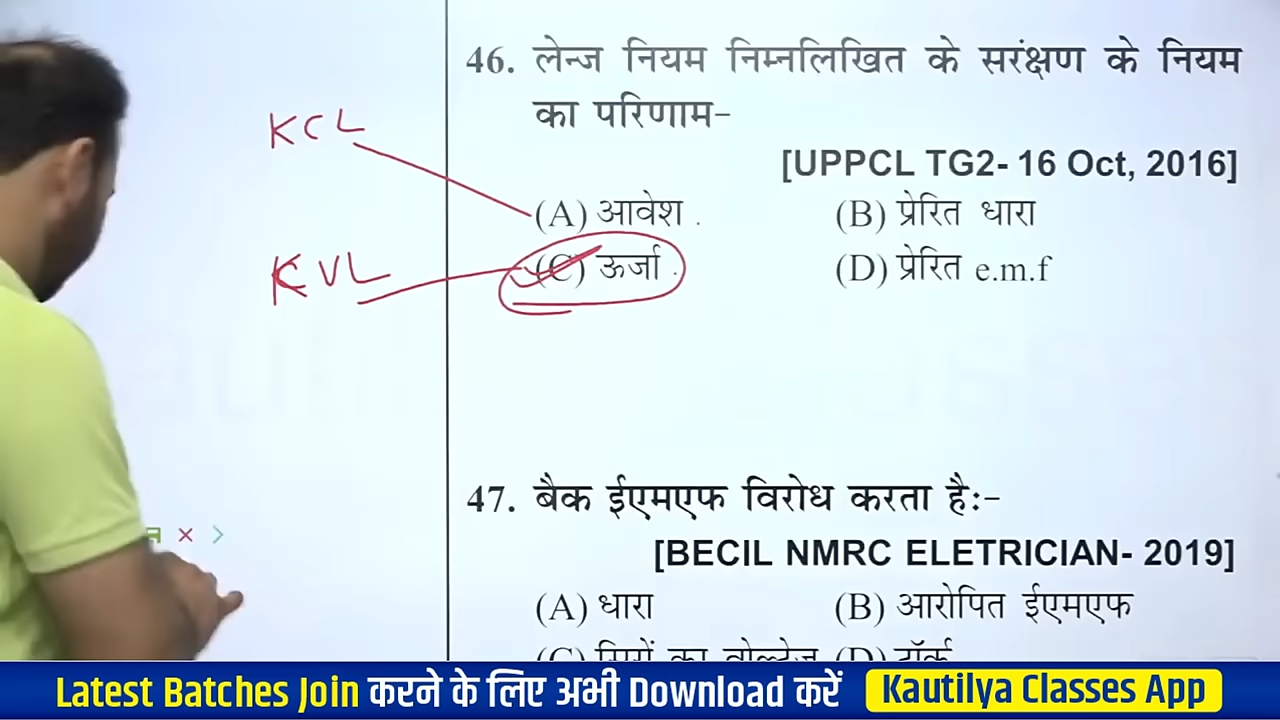 46. लेन्ज नियम निम्नलिखित के सरंक्षण के नियम
का परिणाम-
[UPPCL TG2- 16 Oct, 2016]
KCL
(A) आवेश . (B) प्रेरित धारा
KVL
(C) ऊर्जा . (D) प्रेरित e.m.f
47. बैक ईएमएफ विरोध करता है:-
[BECIL NMRC ELETRICIAN- 2019]
(A) धारा (B) आरोपित ईएमएफ
(C) सिरों का वोल्टेज (D) टॉर्क
Latest Batches Join करने के लिए अभी Download करें Kautilya Classes App